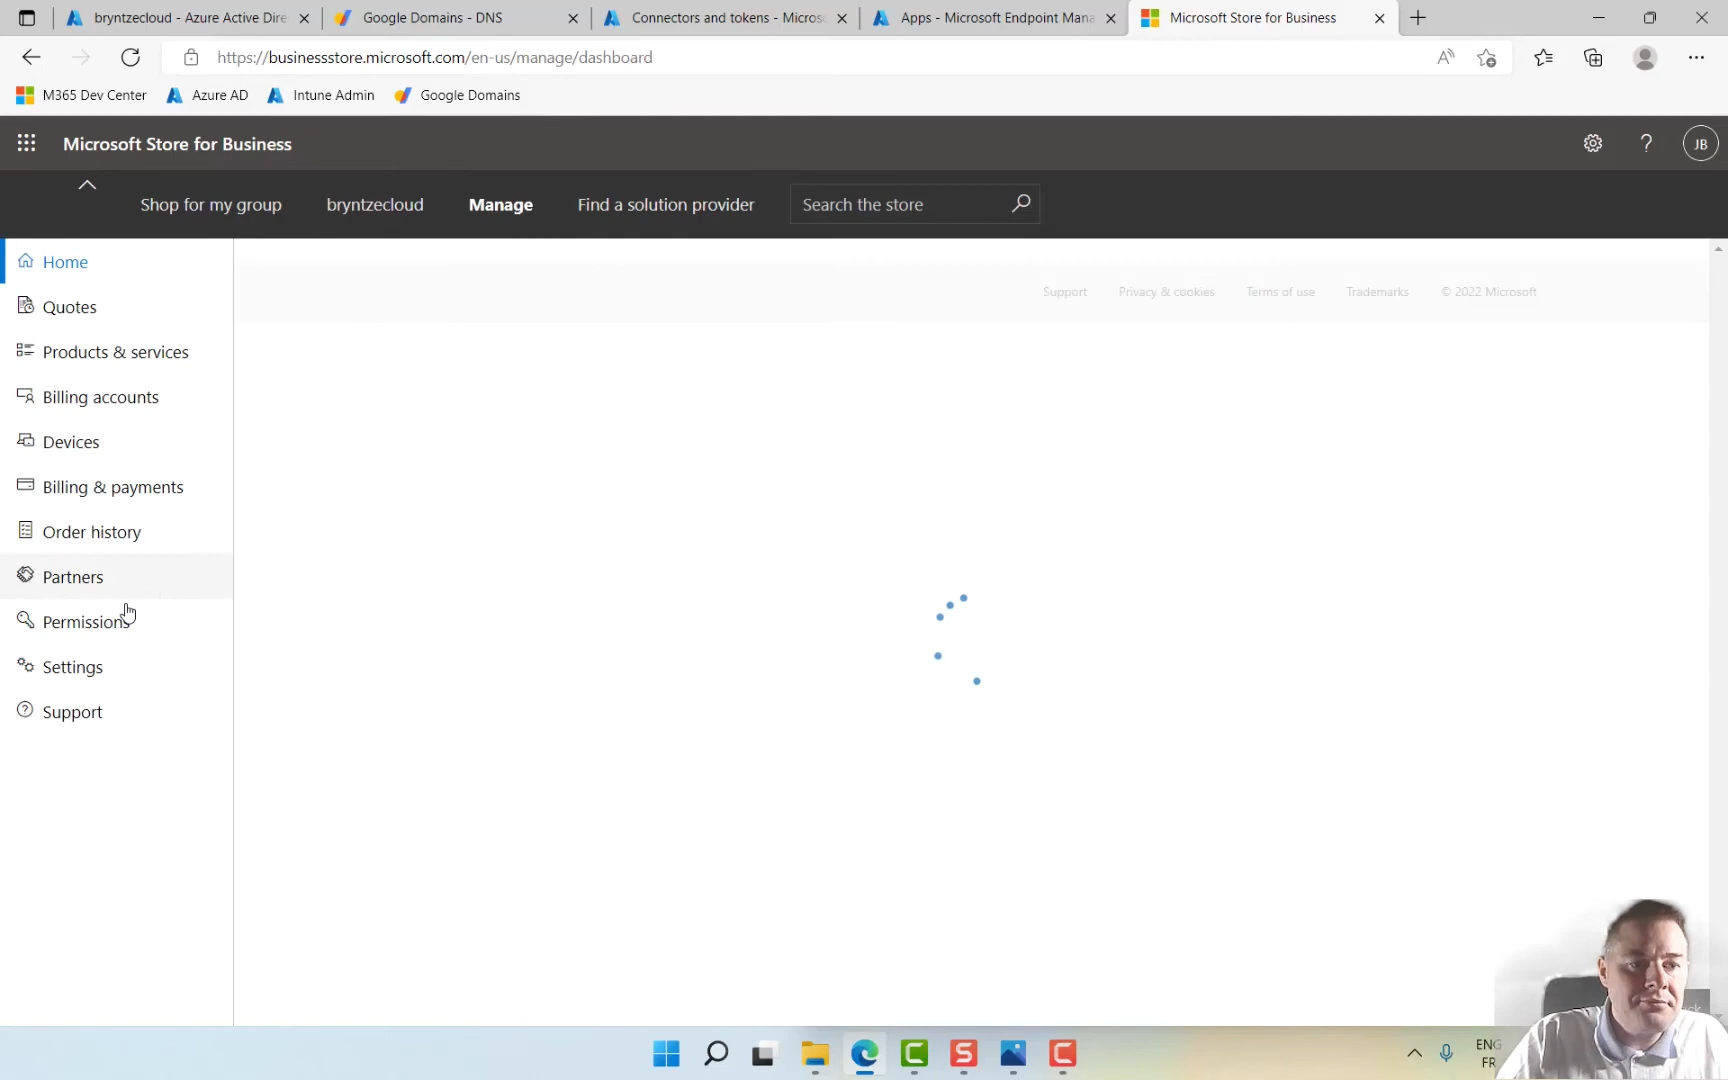 bryntzecloud - Azure Active Dire
Google Domains - DNS
Connectors and tokens - Micros
Apps - Microsoft Endpoint Mana
Microsoft Store for Business
https://businessstore.microsoft.com/en-us/manage/dashboard
M365 Dev Center
Azure AD
Intune Admin
Google Domains
Microsoft Store for Business
JB
Shop for my group
bryntzecloud
Manage
Find a solution provider
Search the store
Home
Quotes
Products & services
Billing accounts
Devices
Billing & payments
Order history
Partners
Permissions
Settings
Support
Support
Privacy & cookies
Terms of use
Trademarks
© 2022 Microsoft
ENG
FR